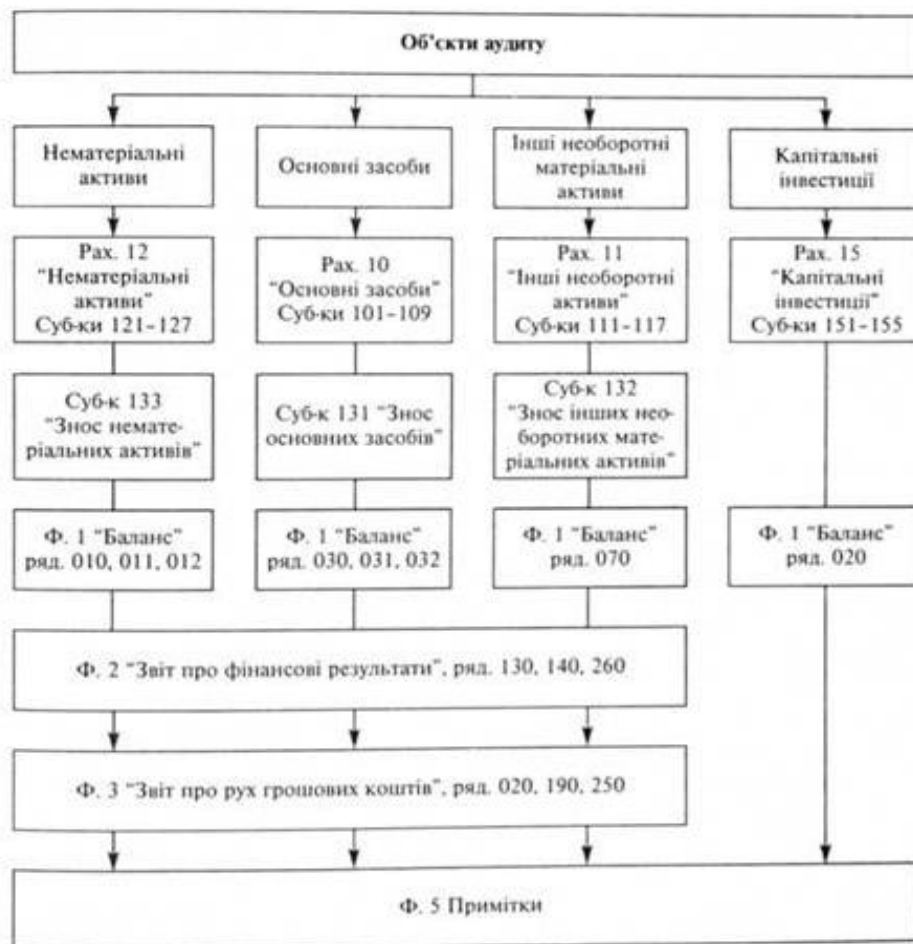 Об'єкти аудиту
Нематеріальні
активи
Основні засоби
Інші необоротні
матеріальні
активи
Капітальні
інвестиції
Рах. 12
"Нематеріальні
активи"
Суб-ки 121–127
Рах. 10
"Основні засоби"
Суб-ки 101–109
Рах. 11
"Інші необоротні
активи"
Суб-ки 111–117
Рах. 15
"Капітальні
інвестиції"
Суб-ки 151–155
Суб-к 133
"Знос немате-
ріальних активів"
Суб-к 131 "Знос
основних засобів"
Суб-к 132
"Знос інших нео-
боротних мате-
ріальних активів"
Ф. 1 "Баланс"
ряд. 010, 011, 012
Ф. 1 "Баланс"
ряд. 030, 031, 032
Ф. 1 "Баланс"
ряд. 070
Ф. 1 "Баланс"
ряд. 020
Ф. 2 "Звіт про фінансові результати", ряд. 130, 140, 260
Ф. 3 "Звіт про рух грошових коштів", ряд. 020, 190, 250
Ф. 5 Примітки